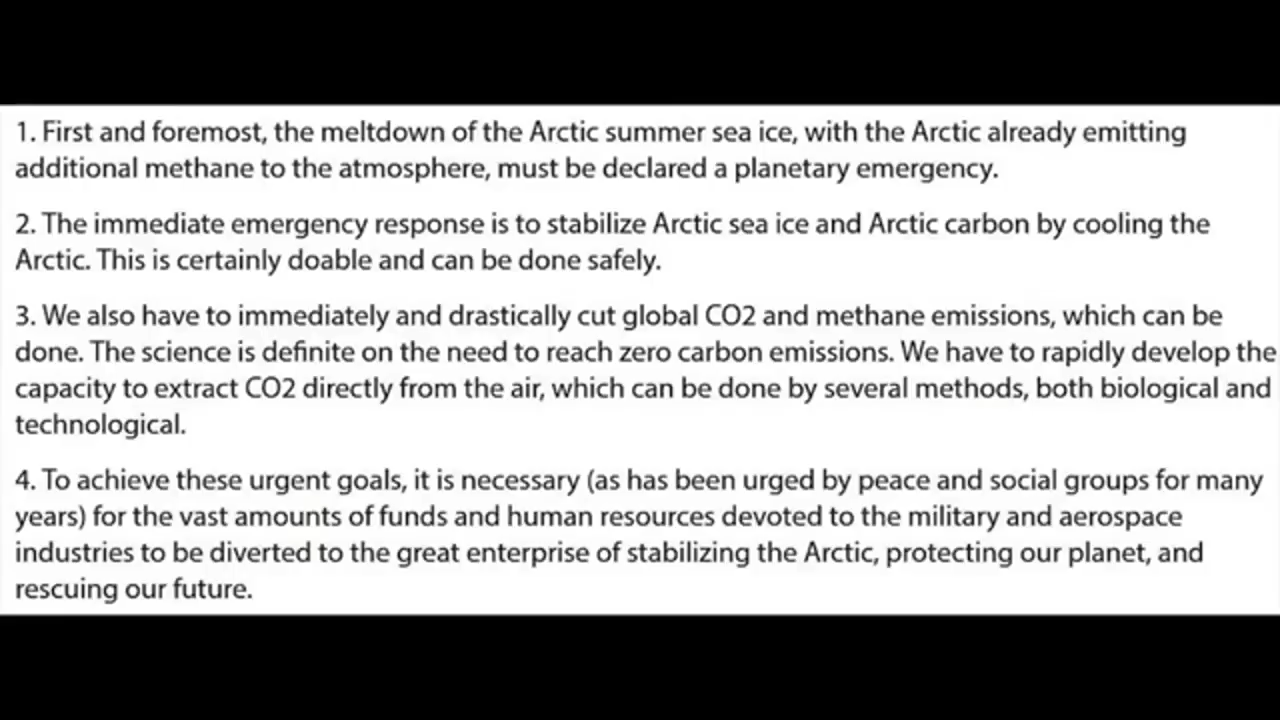 1. First and foremost, the meltdown of the Arctic summer sea ice, with the Arctic already emitting
additional methane to the atmosphere, must be declared a planetary emergency.
2. The immediate emergency response is to stabilize Arctic sea ice and Arctic carbon by cooling the
Arctic. This is certainly doable and can be done safely.
3. We also have to immediately and drastically cut global CO2 and methane emissions, which can be
done. The science is definite on the need to reach zero carbon emissions. We have to rapidly develop the
capacity to extract CO2 directly from the air, which can be done by several methods, both biological and
technological.
4. To achieve these urgent goals, it is necessary (as has been urged by peace and social groups for many
years) for the vast amounts of funds and human resources devoted to the military and aerospace
industries to be diverted to the great enterprise of stabilizing the Arctic, protecting our planet, and
rescuing our future.